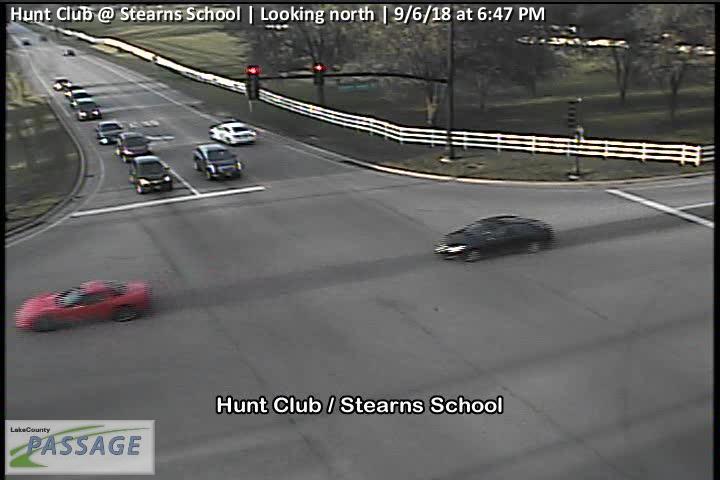 Hunt Club @ Stearns School | Looking north | 9/6/18 at 6:47 PM
Hunt Club / Stearns School
LakeCounty
PASSAGE